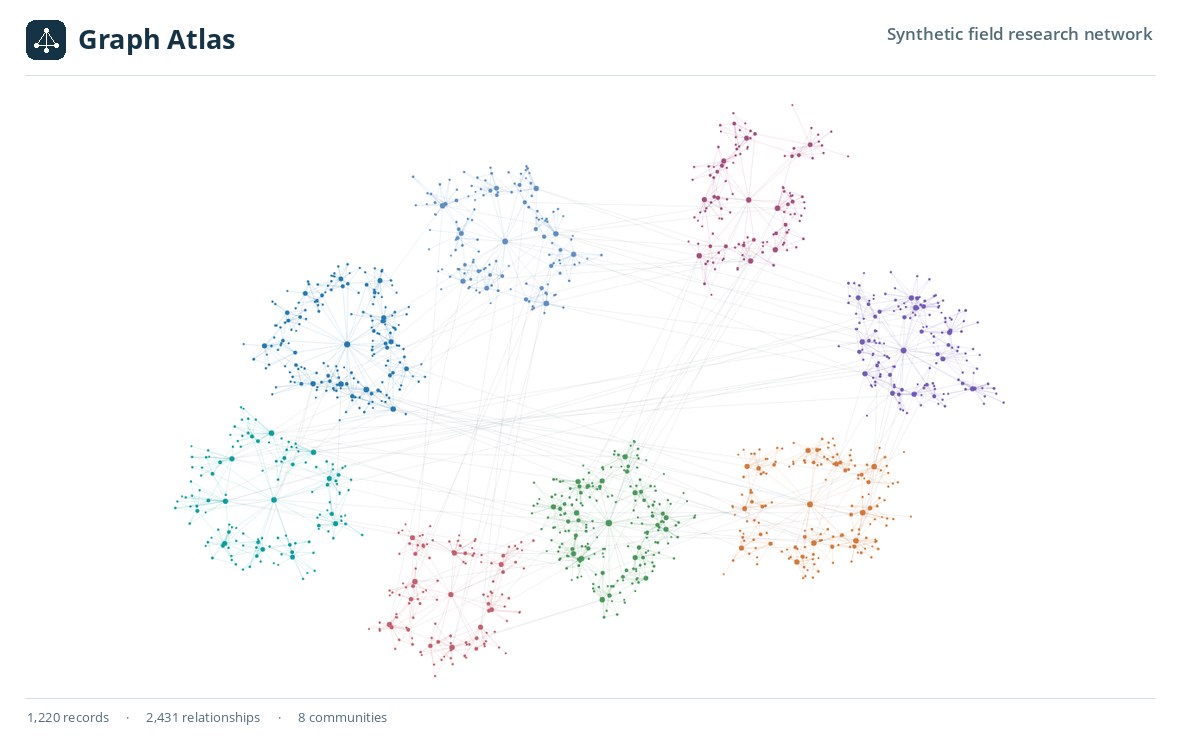 Graph Atlas
Synthetic field research network
1,220 records · 2,431 relationships · 8 communities